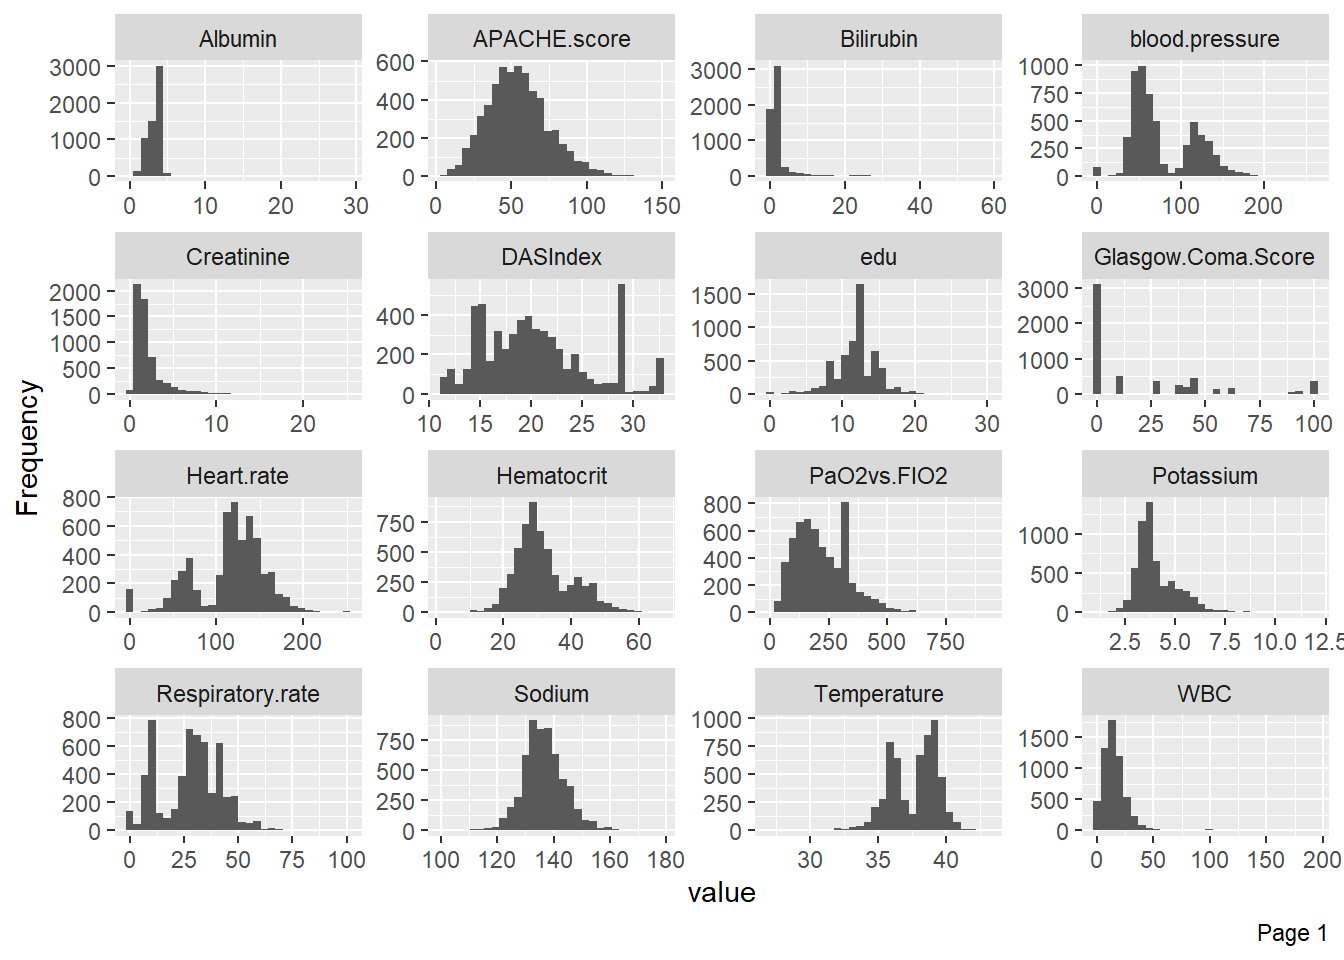 Albumin APACHE.score Bilirubin blood.pressure
3000
2000
1000
0
0 10 20 30
600
400
200
0
0 50 100 150
3000
2000
1000
0
0 20 40 60
1000
750
500
250
0
0 100 200
Creatinine DASIndex edu Glasgow.Coma.Score
2000
1500
1000
500
0
0 10 20
400
200
0
10 15 20 25 30
1500
1000
500
0
0 10 20 30
3000
2000
1000
0
0 25 50 75 100
Frequency
Heart.rate Hematocrit PaO2vs.FIO2 Potassium
800
600
400
200
0
0 100 200
750
500
250
0
0 20 40 60
800
600
400
200
0
0 250 500 750
1000
500
0
2.5 5.0 7.5 10.0 12.5
Respiratory.rate Sodium Temperature WBC
800
600
400
200
0
0 25 50 75 100
750
500
250
0
100 120 140 160 180
1000
750
500
250
0
30 35 40
1500
1000
500
0
0 50 100 150 200
value
Page 1